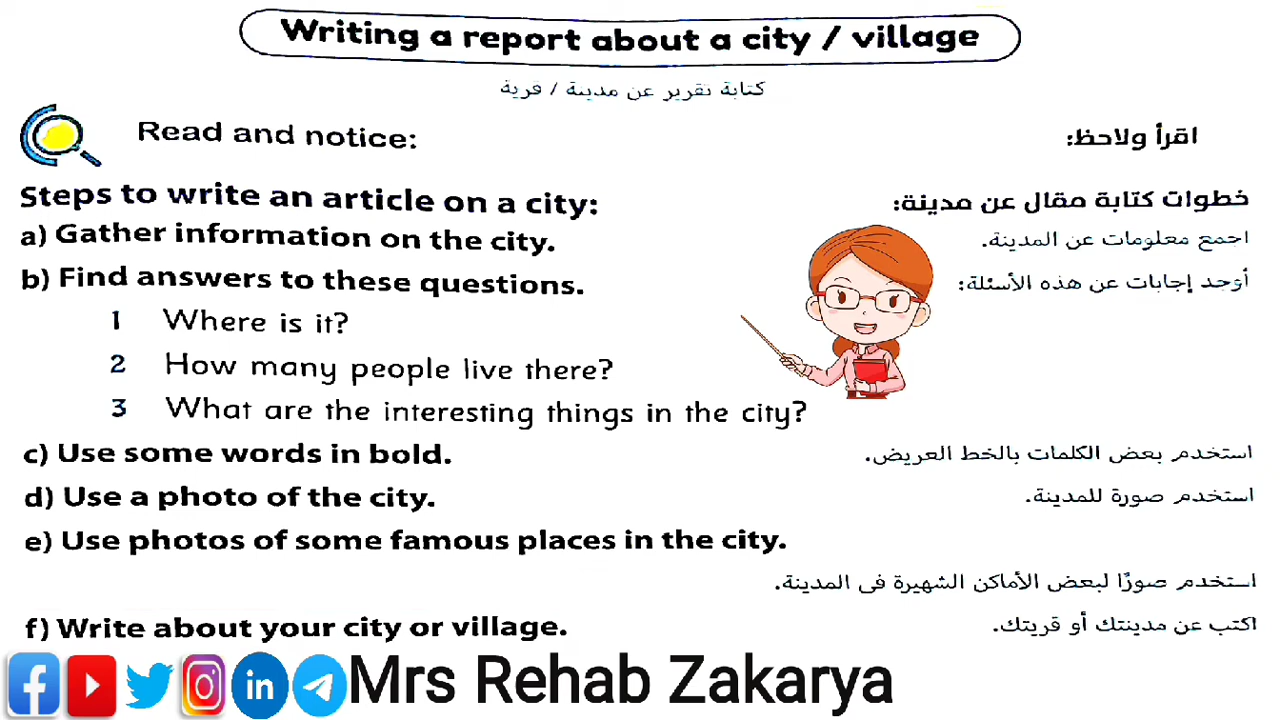 Writing a report about a city / village
كتابة تقرير عن مدينة / قرية
Read and notice:
اقرأ ولاحظ:
Steps to write an article on a city:
خطوات كتابة مقال عن مدينة:
a) Gather information on the city.
اجمع معلومات عن المدينة.
b) Find answers to these questions.
أوجد إجابات عن هذه الأسئلة:
1 Where is it?
2 How many people live there?
3 What are the interesting things in the city?
c) Use some words in bold.
استخدم بعض الكلمات بالخط العريض.
d) Use a photo of the city.
استخدم صورة للمدينة.
e) Use photos of some famous places in the city.
استخدم صورًا لبعض الأماكن الشهيرة فى المدينة.
f) Write about your city or village.
اكتب عن مدينتك أو قريتك.
Mrs Rehab Zakarya